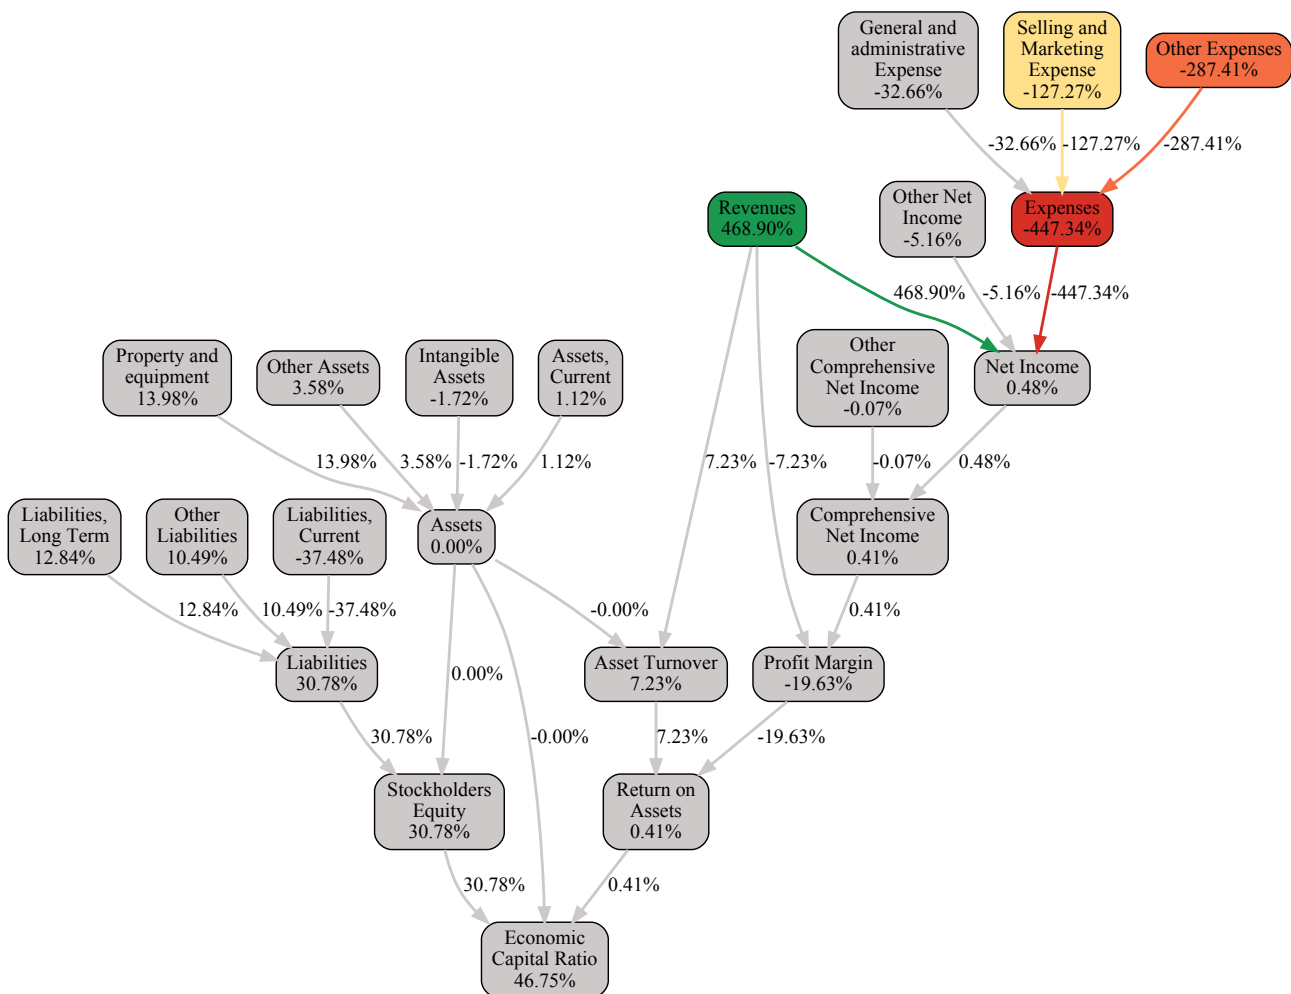 General and
administrative
Expense
-32.66%
Selling and
Marketing
Expense
-127.27%
Other Expenses
-287.41%
-32.66%
-127.27%
-287.41%
Revenues
468.90%
Other Net
Income
-5.16%
Expenses
-447.34%
468.90%
-5.16%
-447.34%
Property and
equipment
13.98%
Other Assets
3.58%
Intangible
Assets
-1.72%
Assets,
Current
1.12%
Other
Comprehensive
Net Income
-0.07%
Net Income
0.48%
13.98%
3.58%
-1.72%
1.12%
7.23%
-7.23%
-0.07%
0.48%
Liabilities,
Long Term
12.84%
Other
Liabilities
10.49%
Liabilities,
Current
-37.48%
Assets
0.00%
Comprehensive
Net Income
0.41%
12.84%
10.49%
-37.48%
-0.00%
0.41%
Liabilities
30.78%
0.00%
Asset Turnover
7.23%
Profit Margin
-19.63%
30.78%
-0.00%
7.23%
-19.63%
Stockholders
Equity
30.78%
Return on
Assets
0.41%
30.78%
0.41%
Economic
Capital Ratio
46.75%